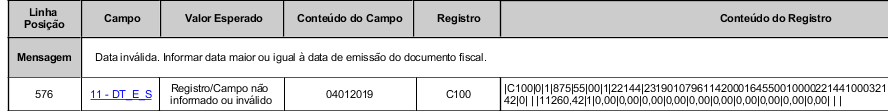 Linha
Posição
Campo
Valor Esperado
Conteúdo do Campo
Registro
Conteúdo do Registro
Mensagem
Data inválida. Informar data maior ou igual à data de emissão do documento fiscal.
576
11 - DT_E_S
Registro/Campo não
informado ou inválido
04012019
C100
|C100|0|1|875|55|00|1|22144|23190107961142000164550010000221441000321
42|0| | |11260,42|1|0,00|0,00|0,00|0,00|0,00|0,00|0,00|0,00|0,00|0,00| | |